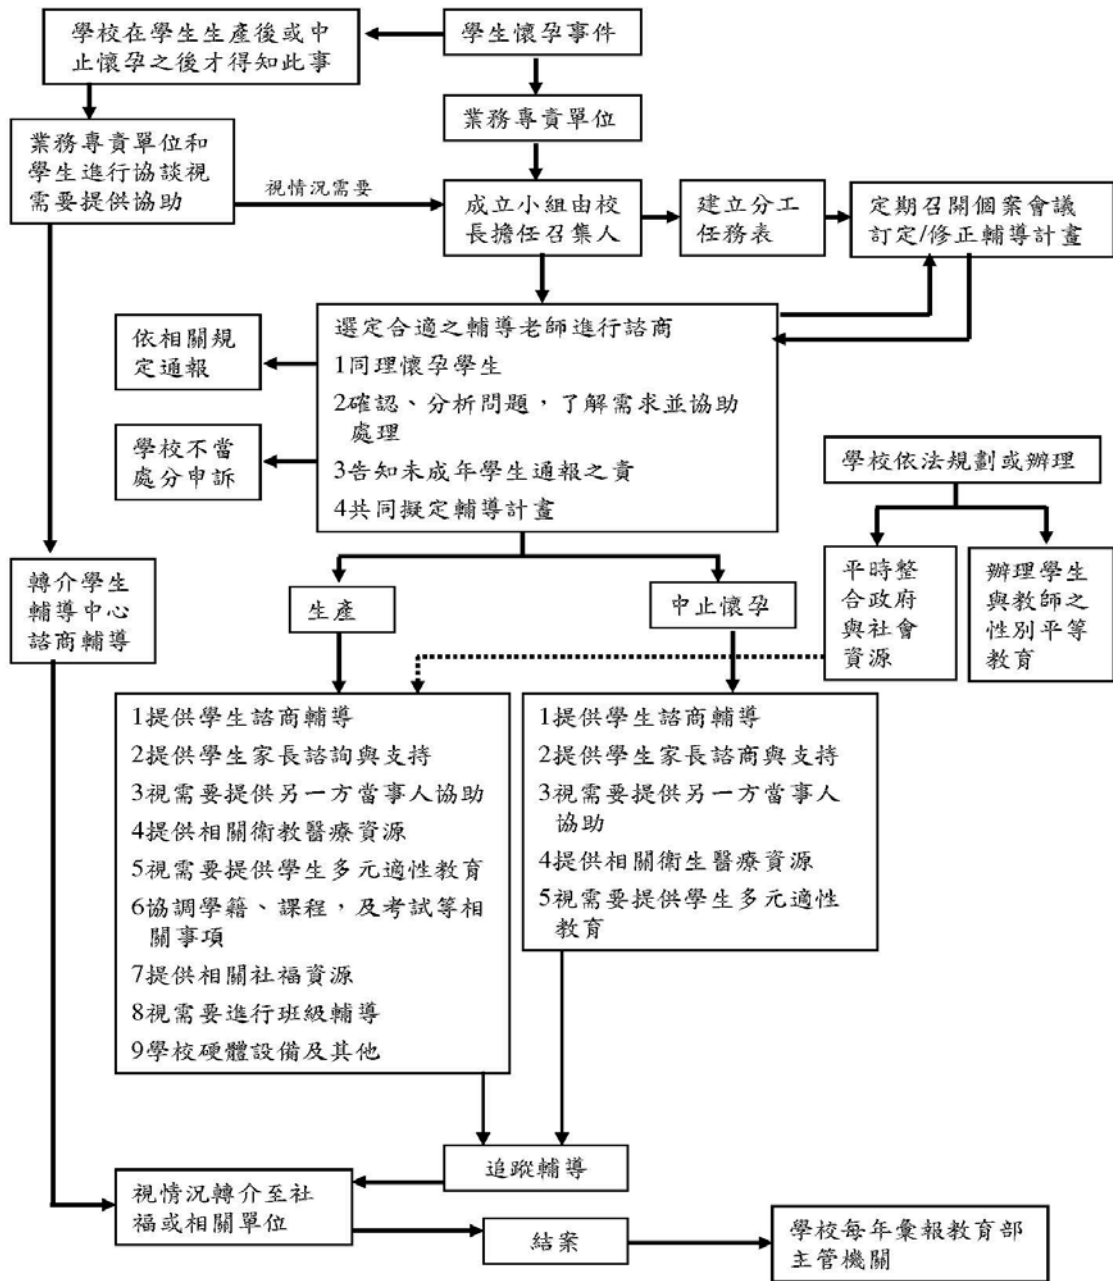 學生懷孕事件
學校在學生生產後或中
止懷孕之後才得知此事
業務專責單位
業務專責單位和
學生進行協談視
需要提供協助
視情況需要
成立小組由校
長擔任召集人
建立分工
任務表
定期召開個案會議
訂定/修正輔導計畫
選定合適之輔導老師進行諮商
1同理懷孕學生
2確認、分析問題，了解需求並協助
處理
3告知未成年學生通報之責
4共同擬定輔導計畫
依相關規
定通報
學校不當
處分申訴
學校依法規劃或辦理
平時整
合政府
與社會
資源
辦理學生
與教師之
性別平等
教育
轉介學生
輔導中心
諮商輔導
生產
中止懷孕
1提供學生諮商輔導
2提供學生家長諮詢與支持
3視需要提供另一方當事人協助
4提供相關衛教醫療資源
5視需要提供學生多元適性教育
6協調學籍、課程，及考試等相
關事項
7提供相關社福資源
8視需要進行班級輔導
9學校硬體設備及其他
1提供學生諮商輔導
2提供學生家長諮商與支持
3視需要提供另一方當事人
協助
4提供相關衛生醫療資源
5視需要提供學生多元適性
教育
追蹤輔導
視情況轉介至社
福或相關單位
結案
學校每年彙報教育部
主管機關